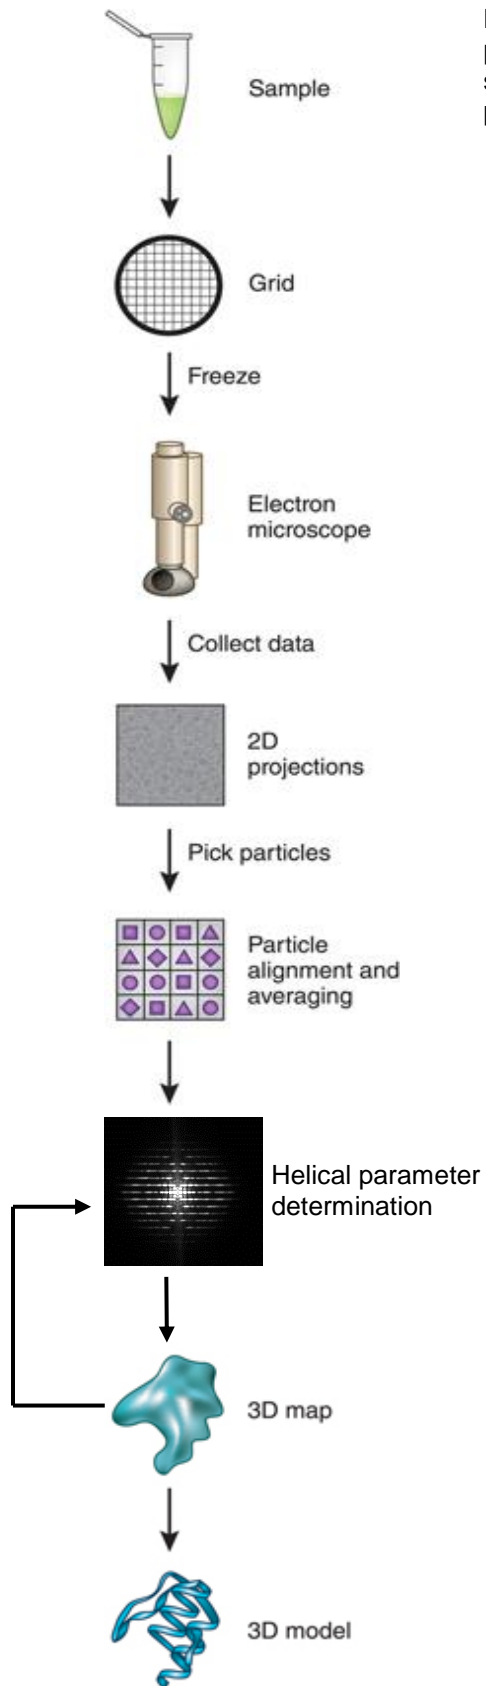 Sample
Grid
Freeze
Electron
microscope
Collect data
2D
projections
Pick particles
Particle
alignment and
averaging
Helical parameter
determination
3D map
3D model